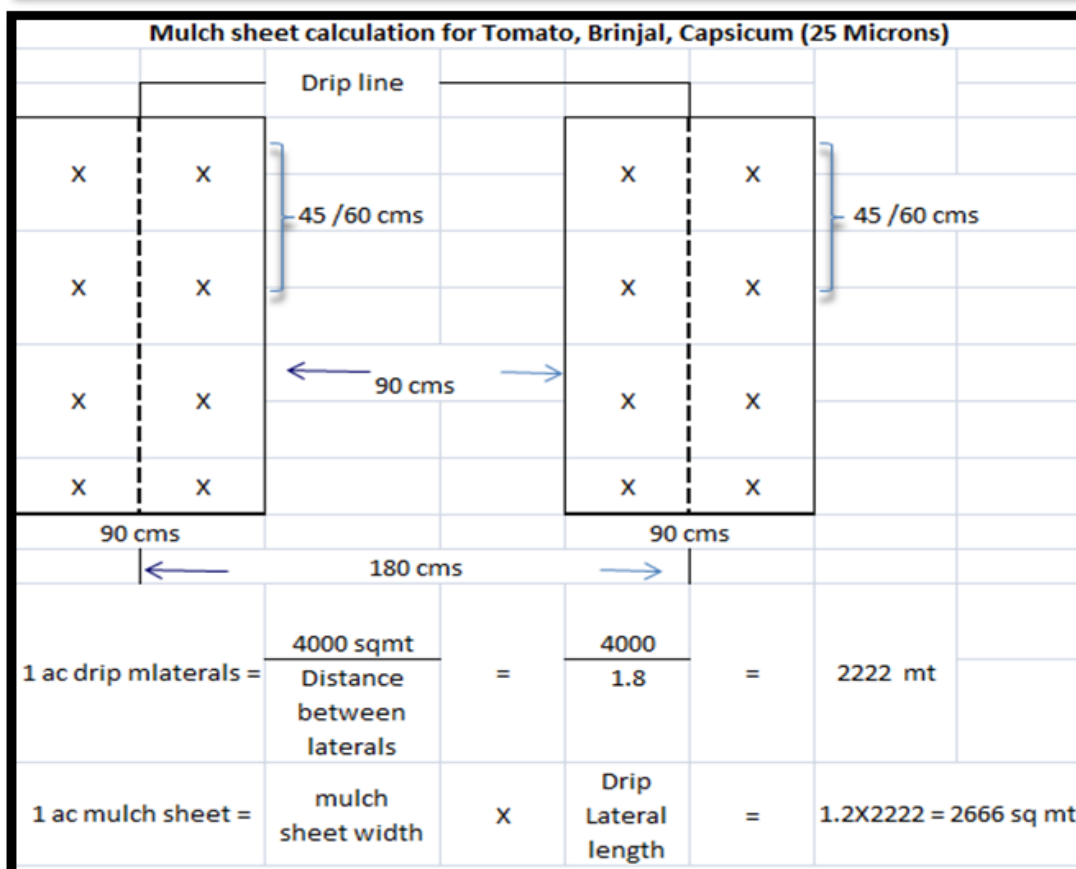 Mulch sheet calculation for Tomato, Brinjal, Capsicum (25 Microns)
Drip line
X X X X
45 /60 cms 45 /60 cms
X X X X
90 cms
X X X X
X X X X
90 cms 90 cms
180 cms
1 ac drip mlaterals = 4000 sqmt = 4000 = 2222 mt
Distance 1.8
between
laterals
1 ac mulch sheet = mulch X Drip = 1.2X2222 = 2666 sq mt
sheet width Lateral
length